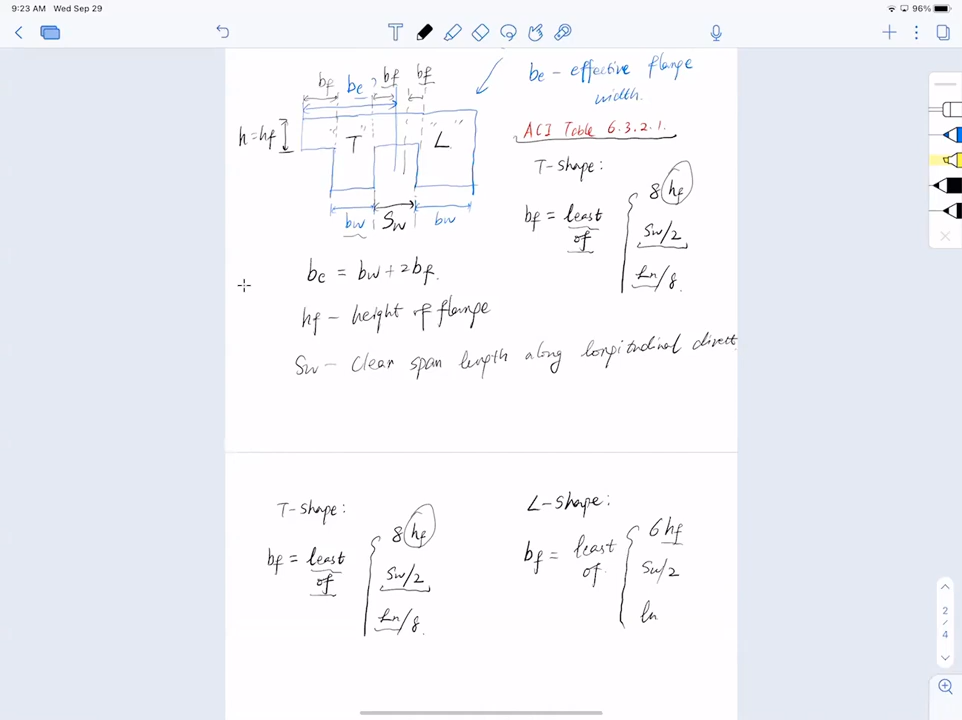 9:23 AM Wed Sep 29
96%
T
bf be bf bf
be - effective flange
width.
h = hf "T" "L"
ACI Table 6.3.2.1.
T-shape:
bw Sw bw
bf = least of
8 hf
Sw/2
ln/8.
be = bw + 2bf.
hf - height of flange
Sw - Clear span length along longitudinal direct.
T-shape:
bf = least of
8 hf
Sw/2
ln/8.
L-shape:
bf = least of
6 hf
Sw/2
ln
2
/
4